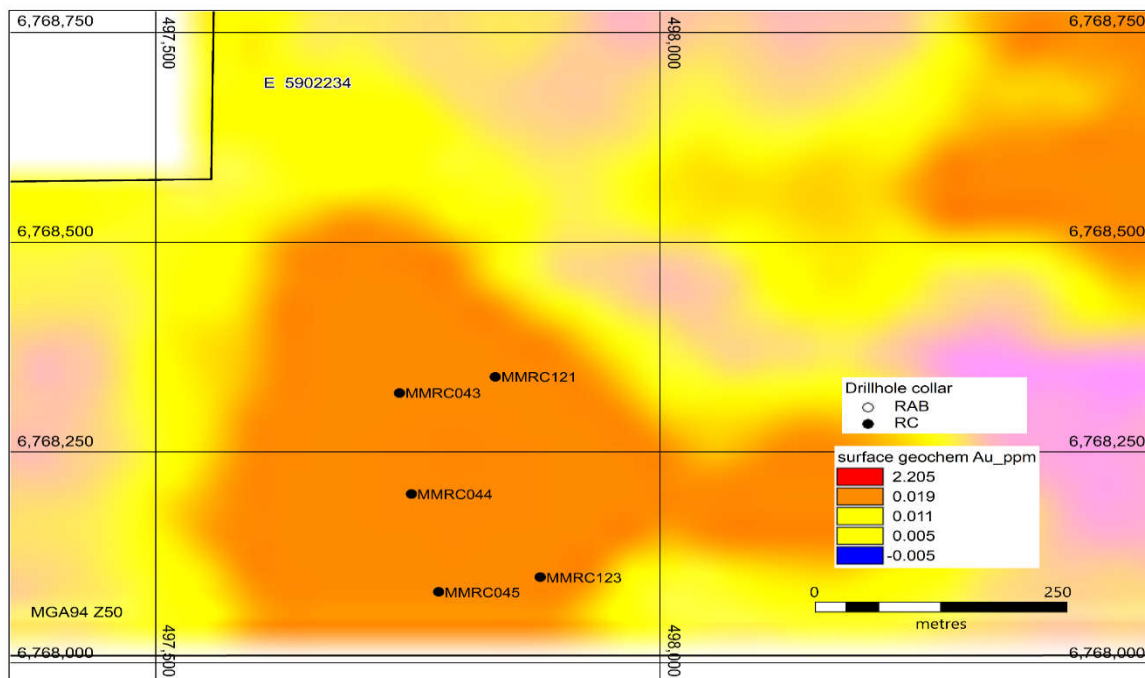 6,768,750
497,500
498,000
6,768,750
E 5902234
6,768,500
6,768,500
MMRC121
MMRC043
Drillhole collar
RAB
RC
6,768,250
6,768,250
surface geochem Au_ppm
2.205
0.019
0.011
0.005
-0.005
MMRC044
MMRC123
MMRC045
0 250
metres
MGA94 Z50
6,768,000
497,500
498,000
6,768,000